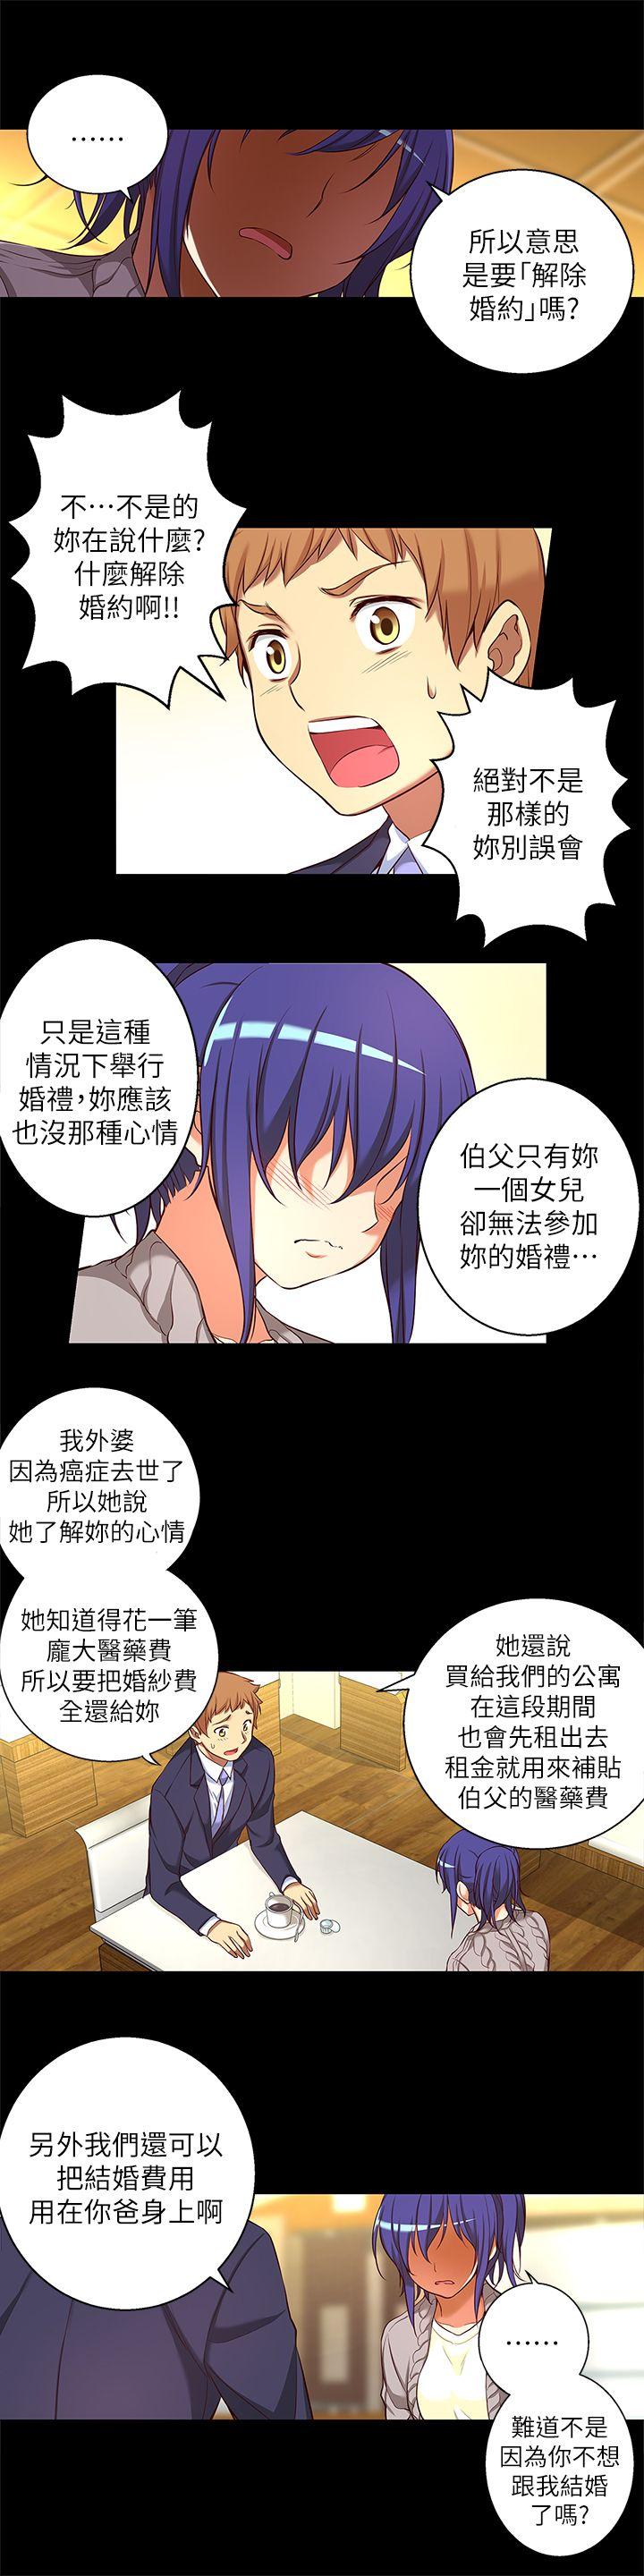 ……
所以意思
是要「解除
婚約」嗎?
不…不是的
妳在說什麼?
什麼解除
婚約啊!!
絕對不是
那樣的
妳別誤會
只是這種
情況下舉行
婚禮,妳應該
也沒那種心情
伯父只有妳
一個女兒
卻無法參加
妳的婚禮…
我外婆
因為癌症去世了
所以她說
她了解妳的心情
她知道得花一筆
龐大醫藥費
所以要把婚紗費
全還給妳
她還說
買給我們的公寓
在這段期間
也會先租出去
租金就用來補貼
伯父的醫藥費
另外我們還可以
把結婚費用
用在你爸身上啊
……
難道不是
因為你不想
跟我結婚
了嗎?